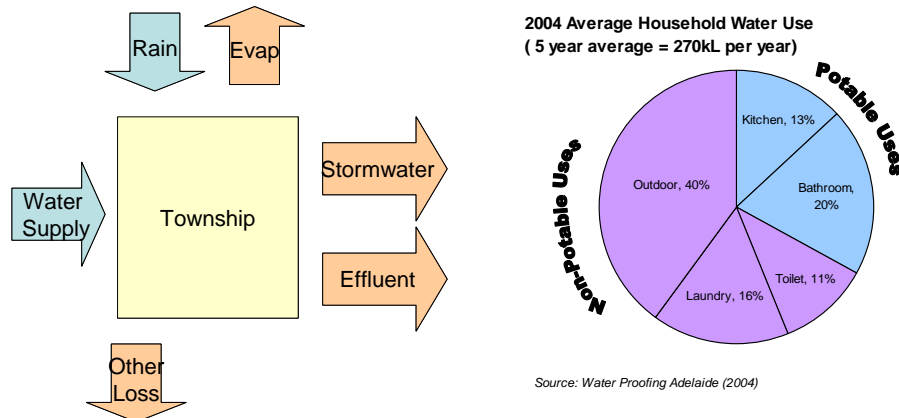 Rain
Evap
Water
Supply
Township
Stormwater
Effluent
Other
Loss
2004 Average Household Water Use
( 5 year average = 270kL per year)
Potable Uses
Non-Potable Uses
Kitchen, 13%
Bathroom,
20%
Toilet, 11%
Laundry, 16%
Outdoor, 40%
Source: Water Proofing Adelaide (2004)